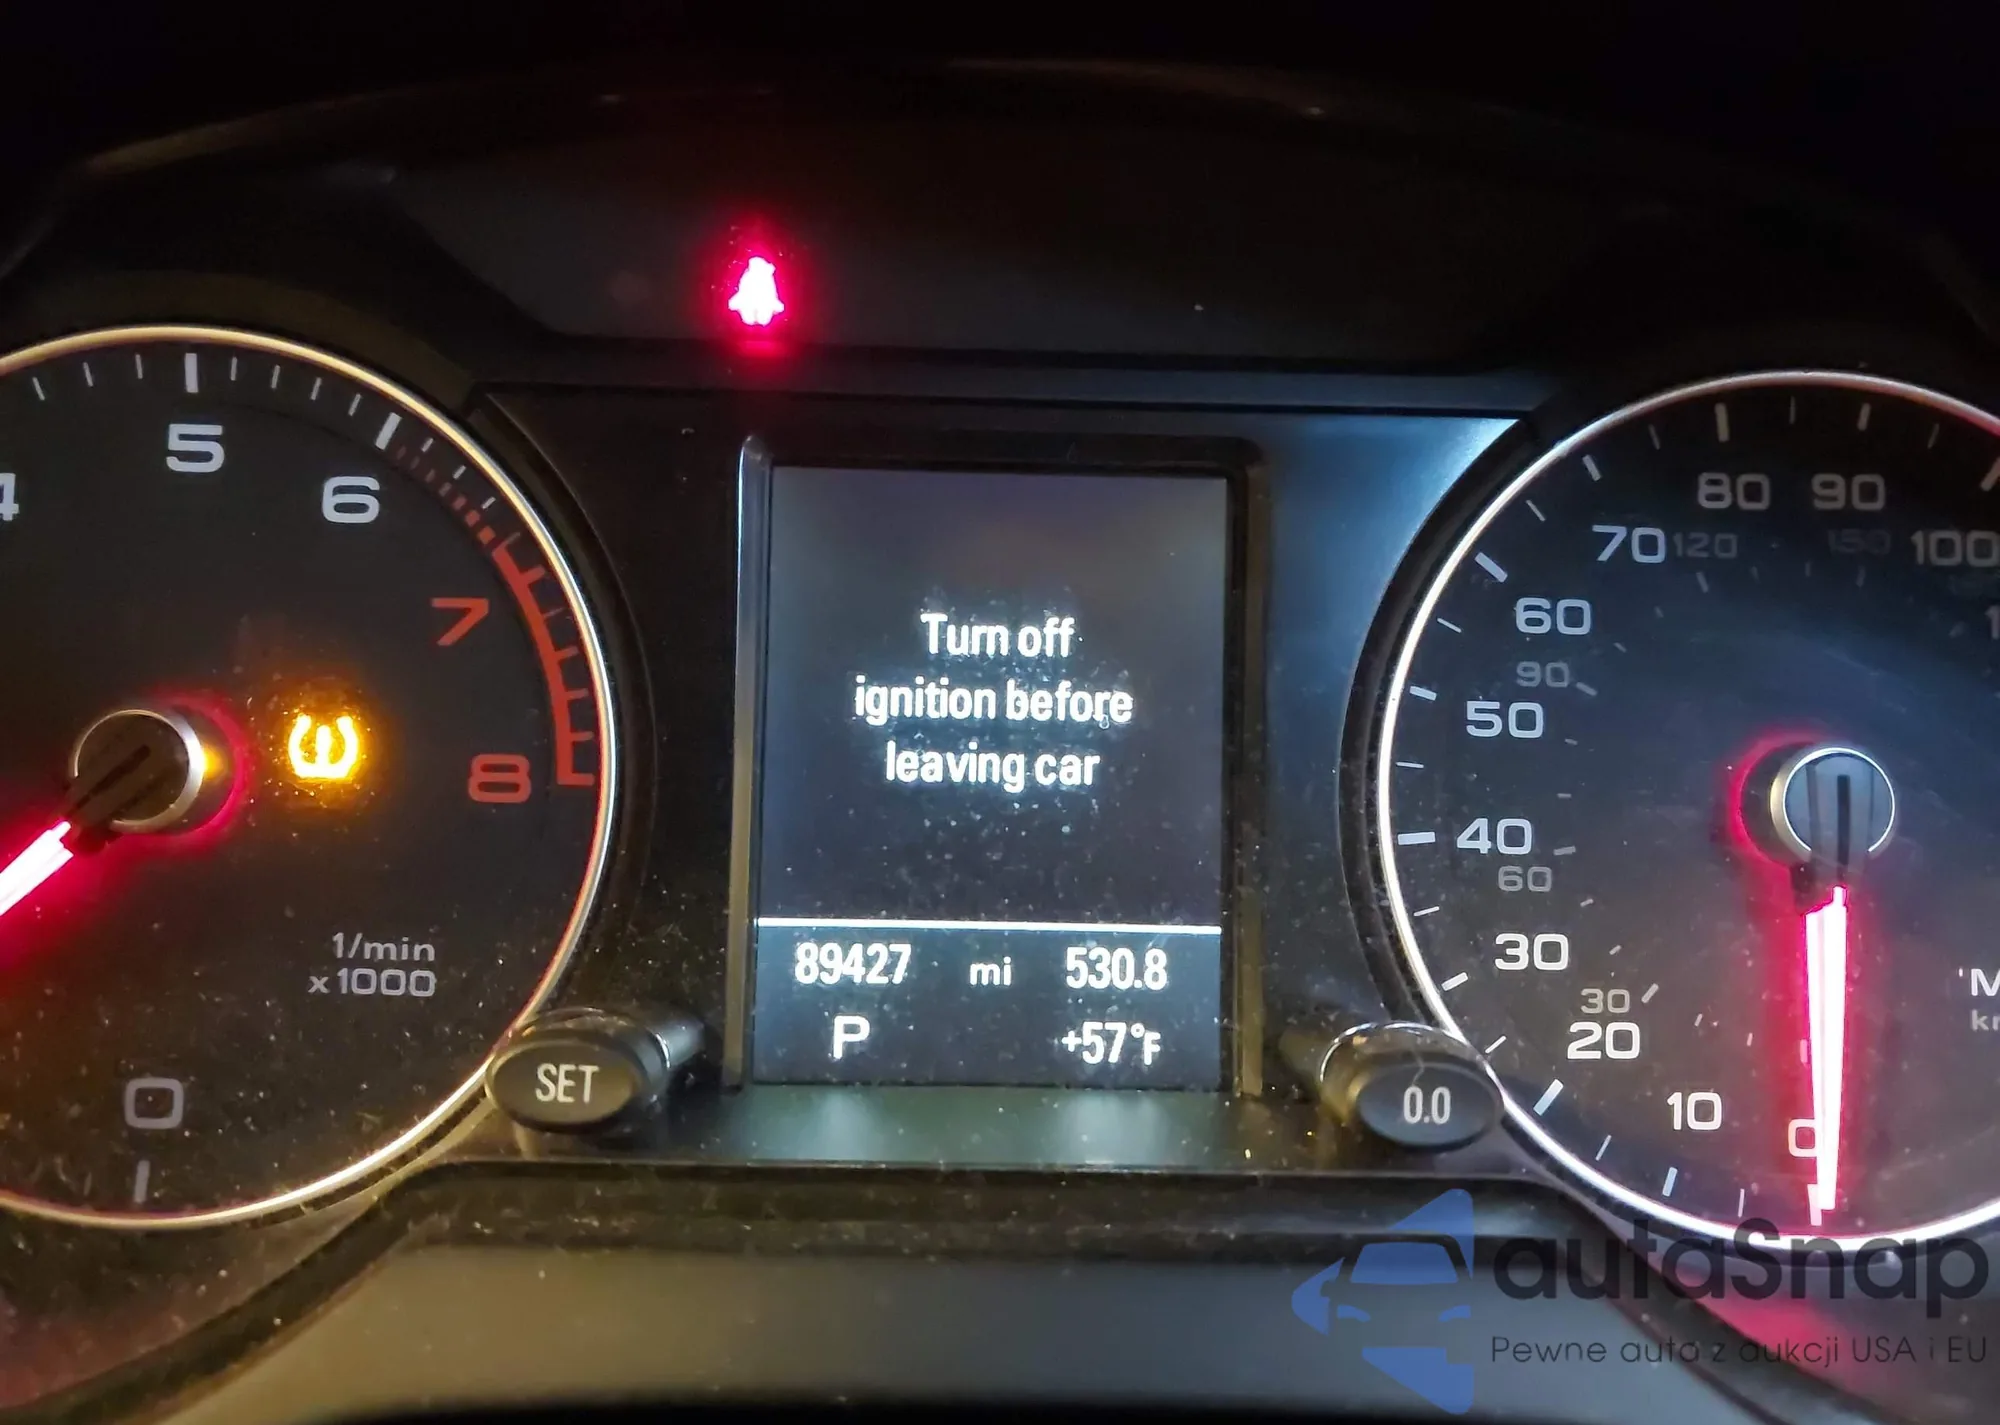 5
6
7
8
1/min
x1000
0
SET
Turn off
ignition before
leaving car
89427 mi 530.8
P +57°F
0.0
80 90
70 120 100
60
90
50
40
60
30
30
20
10
0
autaSnap
Pewne auta z aukcji USA i EU